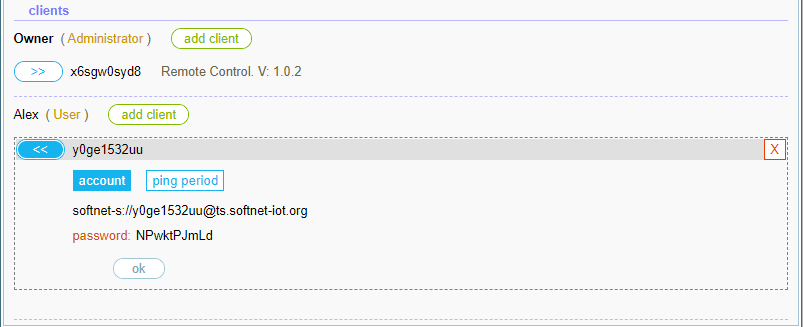 clients
Owner ( Administrator ) add client
>> x6sgw0syd8 Remote Control. V: 1.0.2
Alex ( User ) add client
<< y0ge1532uu X
account ping period
softnet-s://y0ge1532uu@ts.softnet-iot.org
password: NPwktPJmLd
ok